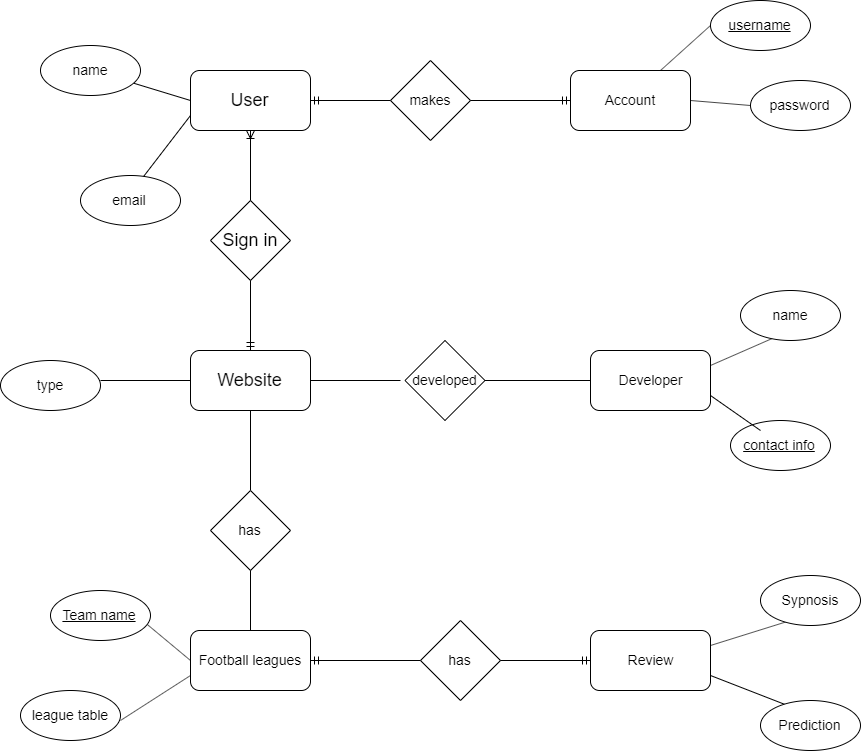 username
name
User
makes
Account
password
email
Sign in
name
type
Website
developed
Developer
contact info
has
Sypnosis
Team name
Football leagues
has
Review
league table
Prediction